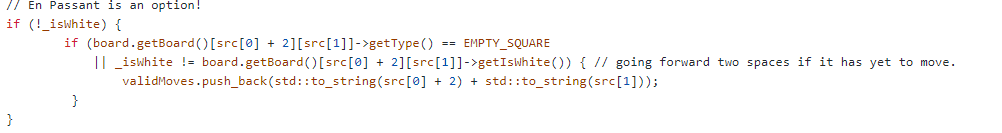 // En Passant is an option!
if (!_isWhite) {
if (board.getBoard()[src[0] + 2][src[1]]->getType() == EMPTY_SQUARE
|| _isWhite != board.getBoard()[src[0] + 2][src[1]]->getIsWhite()) { // going forward two spaces if it has yet to move.
validMoves.push_back(std::to_string(src[0] + 2) + std::to_string(src[1]));
}
}